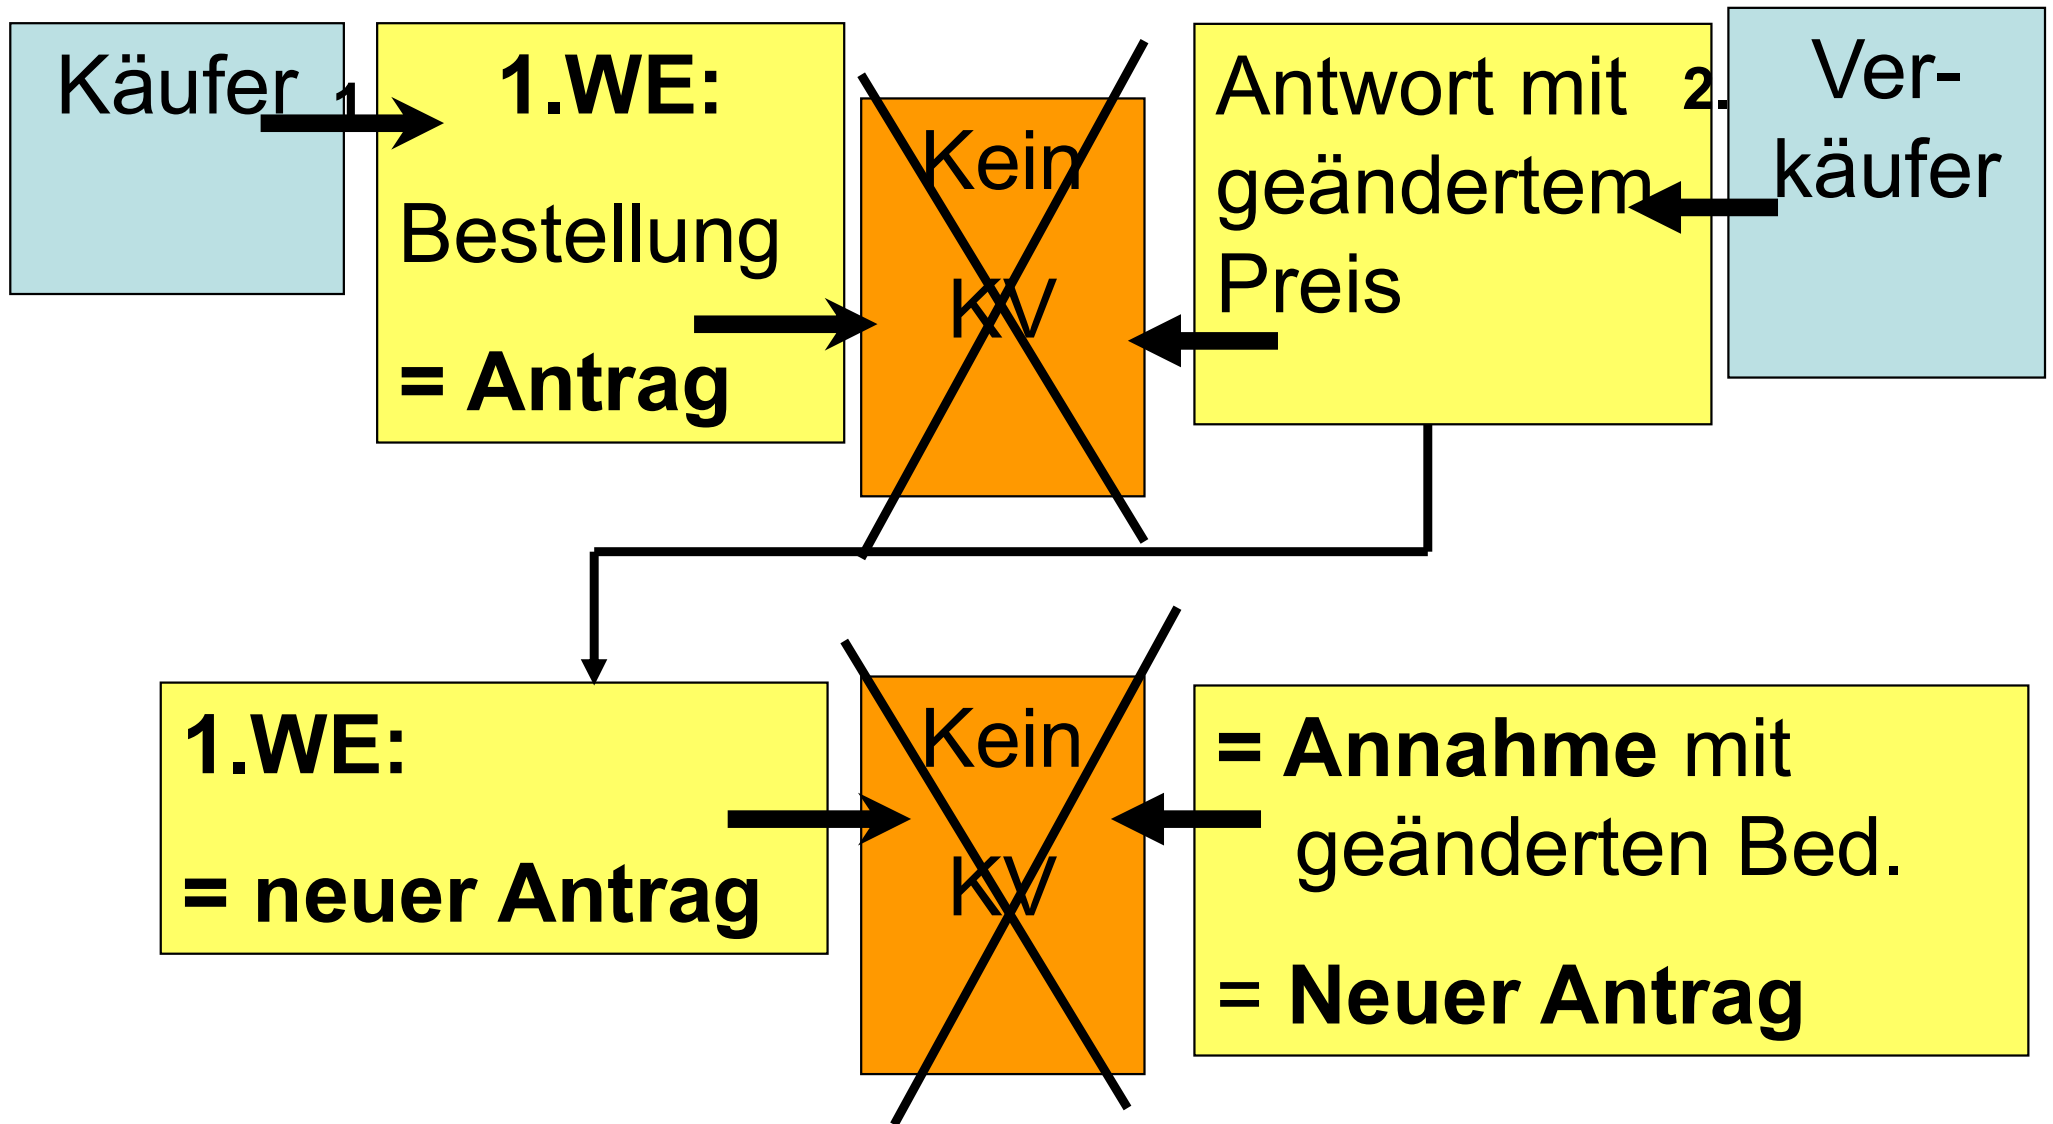 Käufer
1
1.WE:
Bestellung
= Antrag
Kein
KV
Antwort mit
geändertem
Preis
2.
Ver-
käufer
1.WE:
= neuer Antrag
Kein
KV
= Annahme mit
geänderten Bed.
= Neuer Antrag